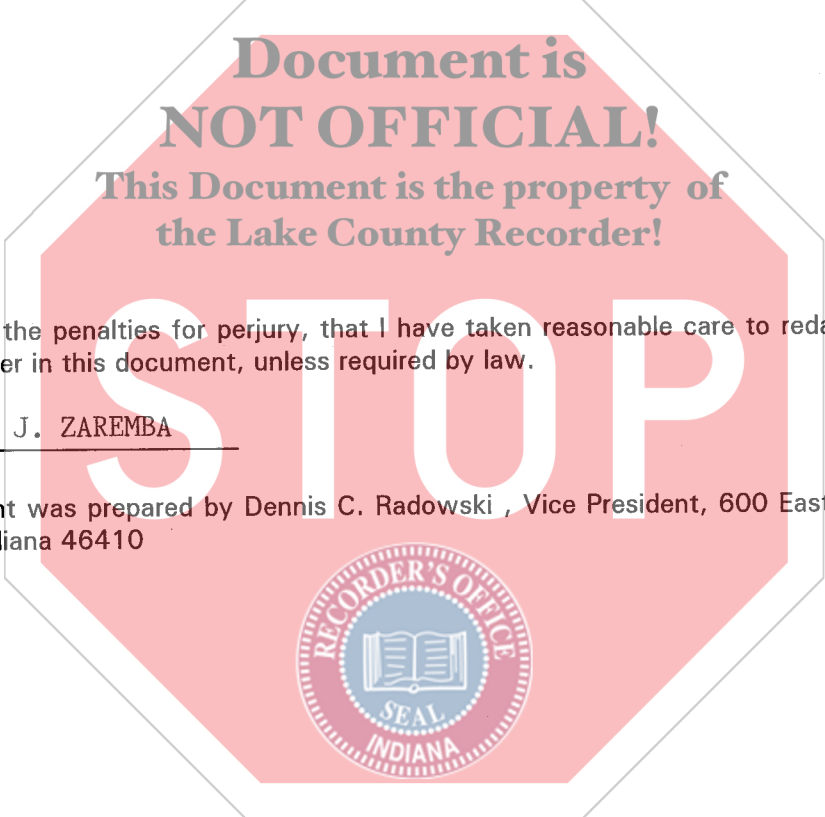 Document is
NOT OFFICIAL!
This Document is the property of
the Lake County Recorder!
STOP
the penalties for perjury, that I have taken reasonable care to reda
er in this document, unless required by law.
J. ZAREMBA
nt was prepared by Dennis C. Radowski , Vice President, 600 East
diana 46410
RECORDER'S OFFICE
SEAL
INDIANA